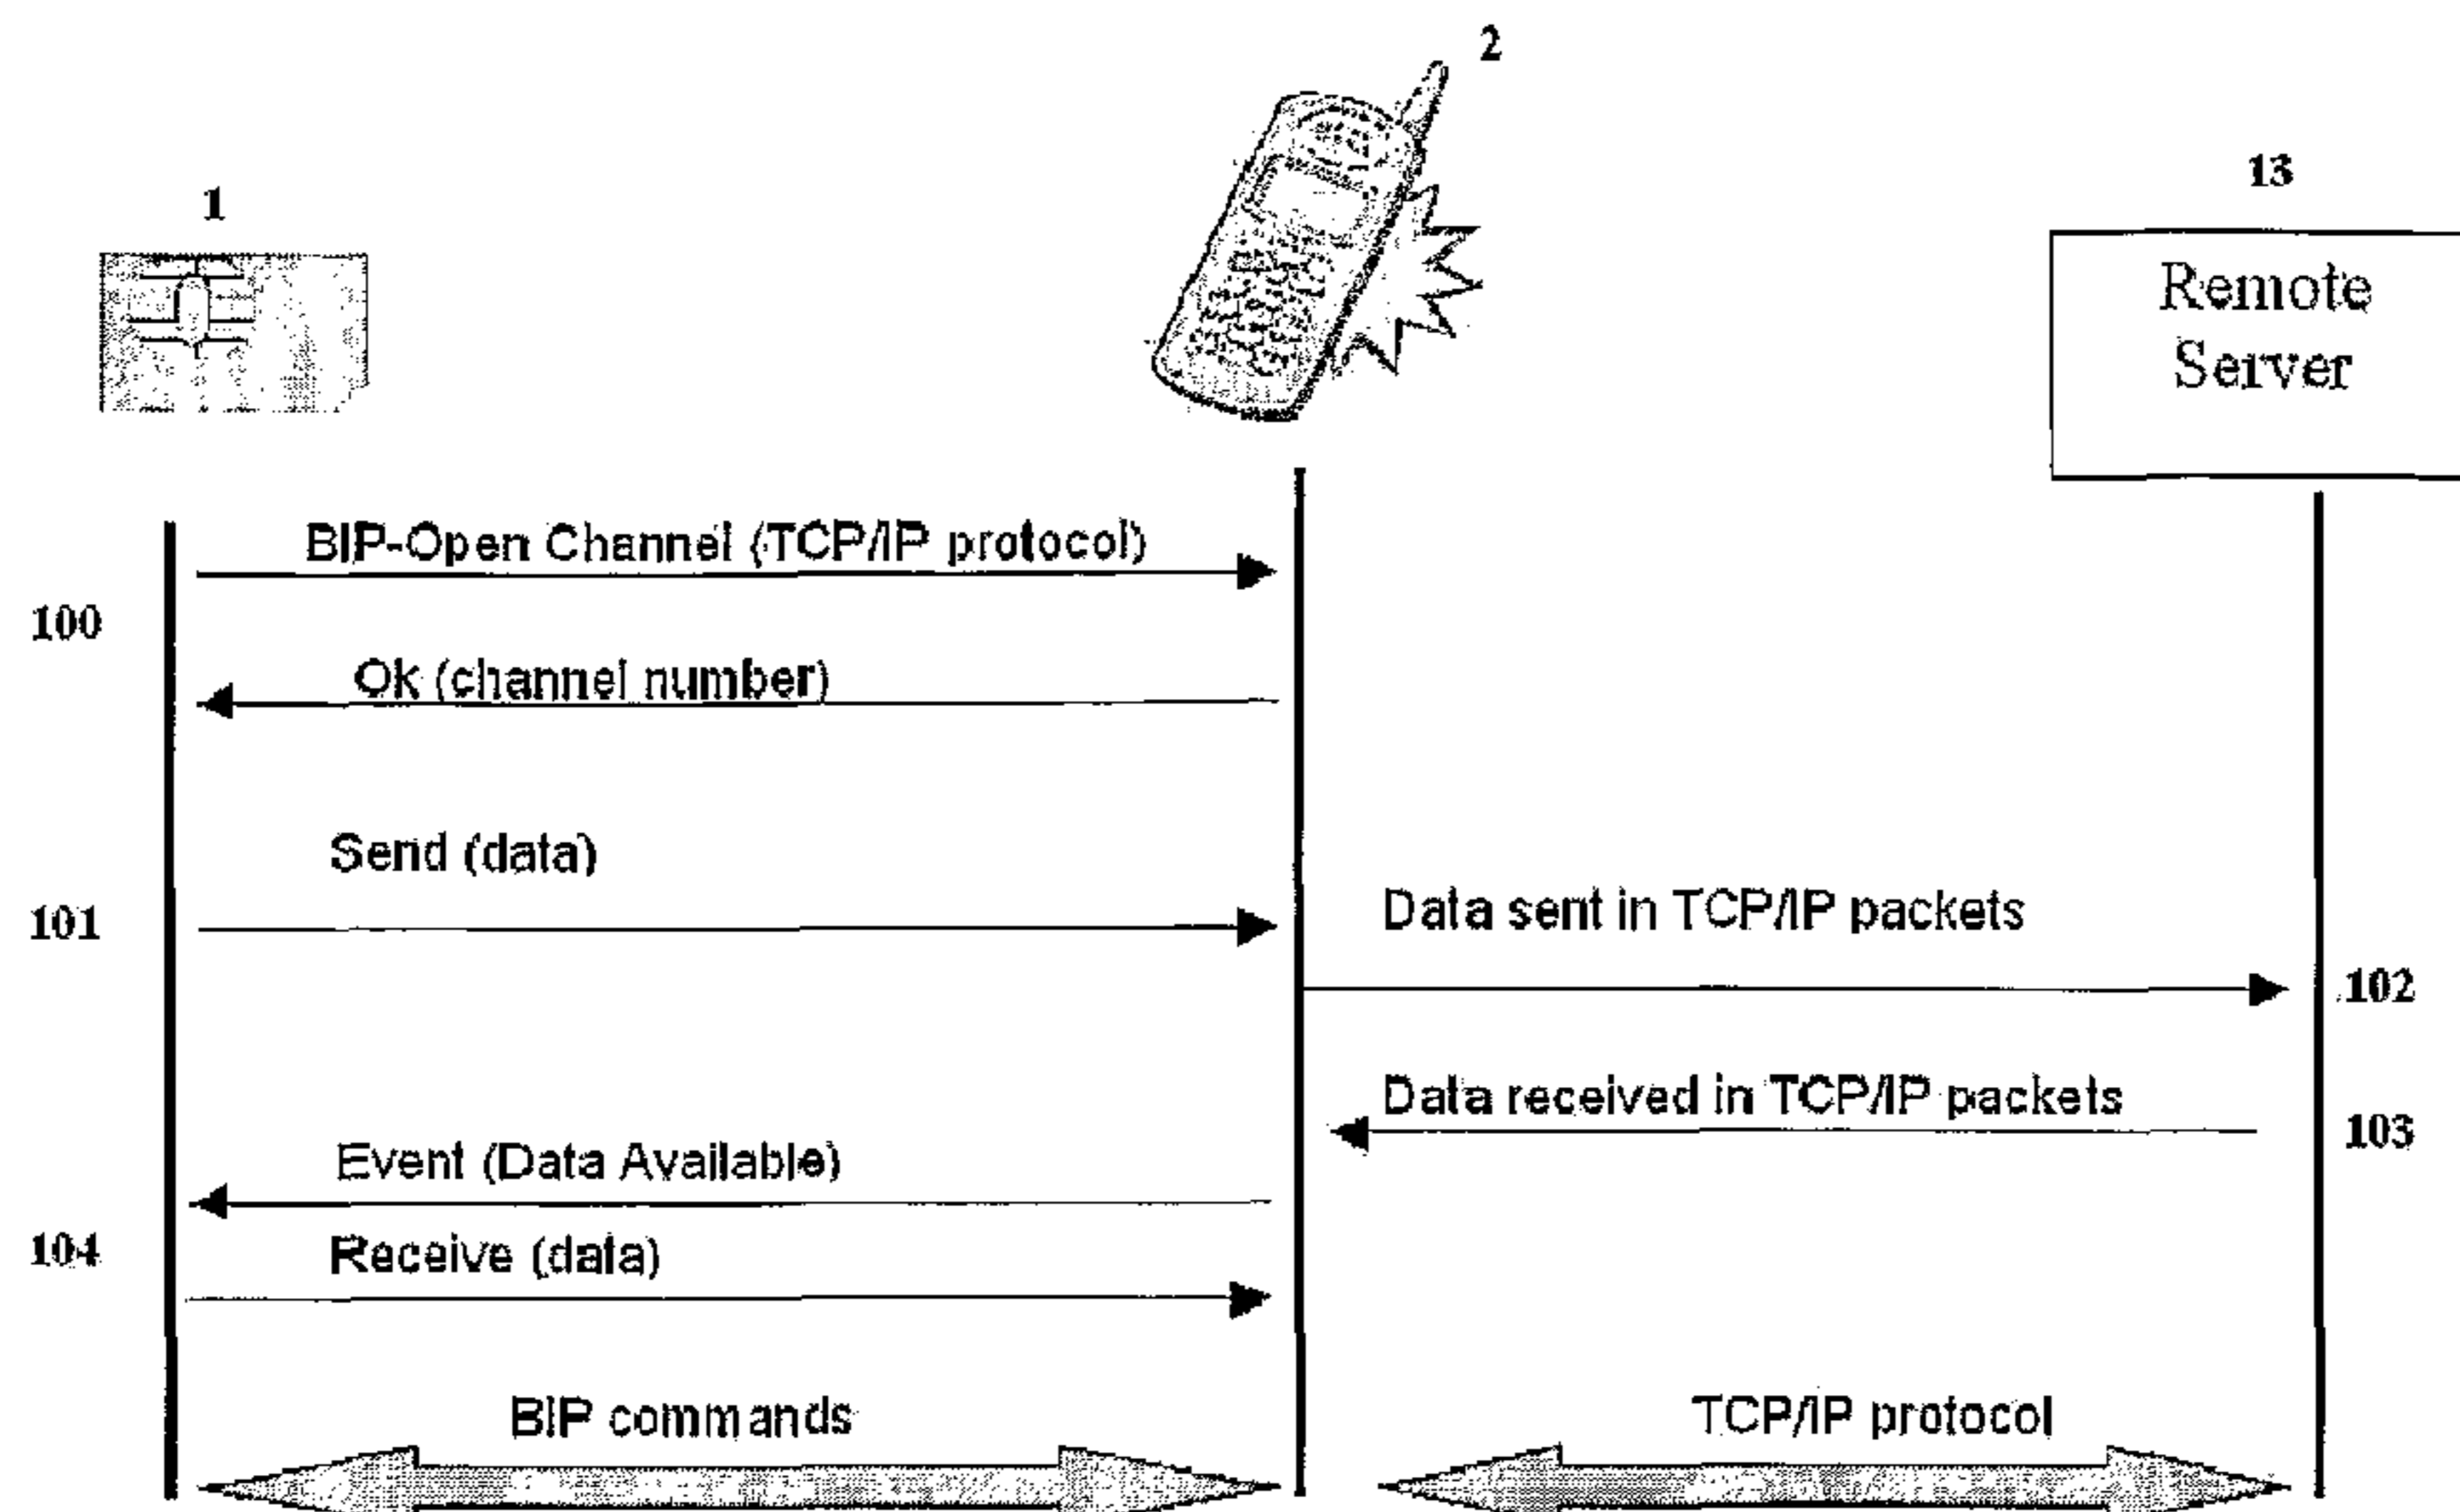 2
13
1
Remote
Server
BIP-Open Channel (TCP/IP protocol)
100
Ok (channel number)
Send (data)
101
Data sent in TCP/IP packets
102
Data received in TCP/IP packets
103
Event (Data Available)
104
Receive (data)
BIP commands
TCP/IP protocol